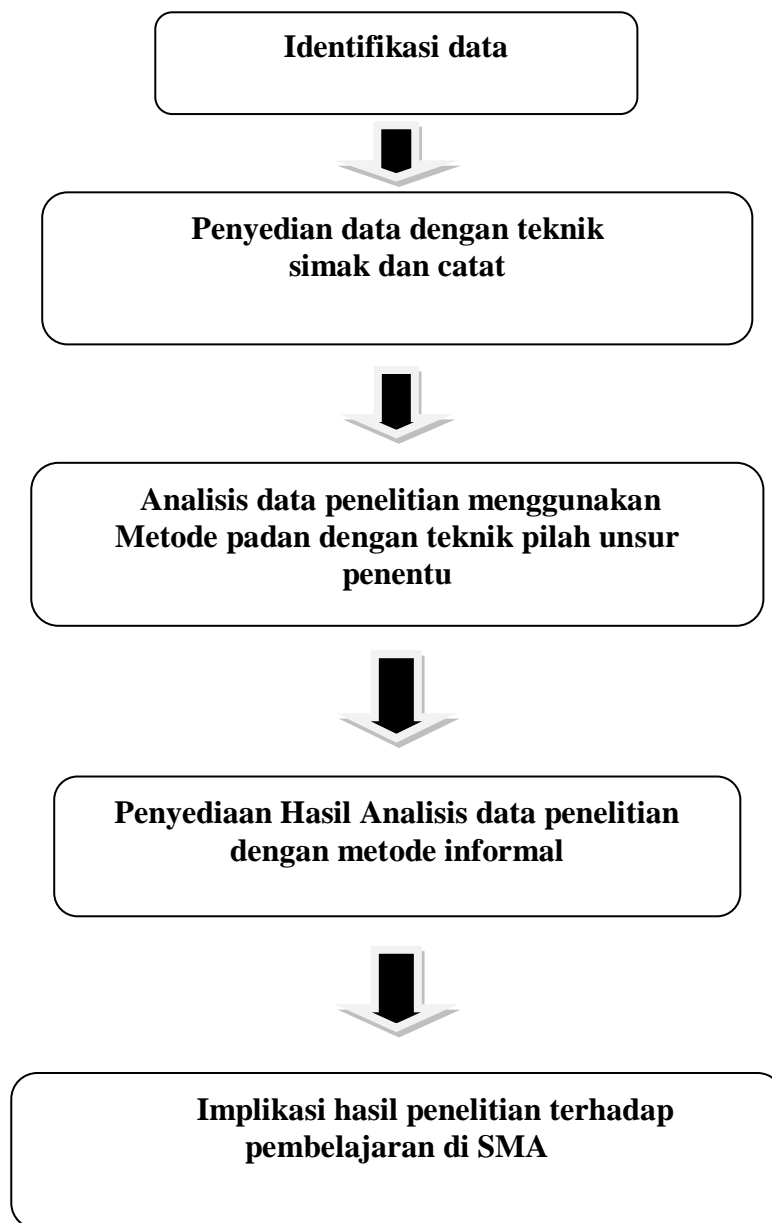 Identifikasi data
Penyedian data dengan teknik
simak dan catat
Analisis data penelitian menggunakan
Metode padan dengan teknik pilah unsur
penentu
Penyediaan Hasil Analisis data penelitian
dengan metode informal
Implikasi hasil penelitian terhadap
pembelajaran di SMA